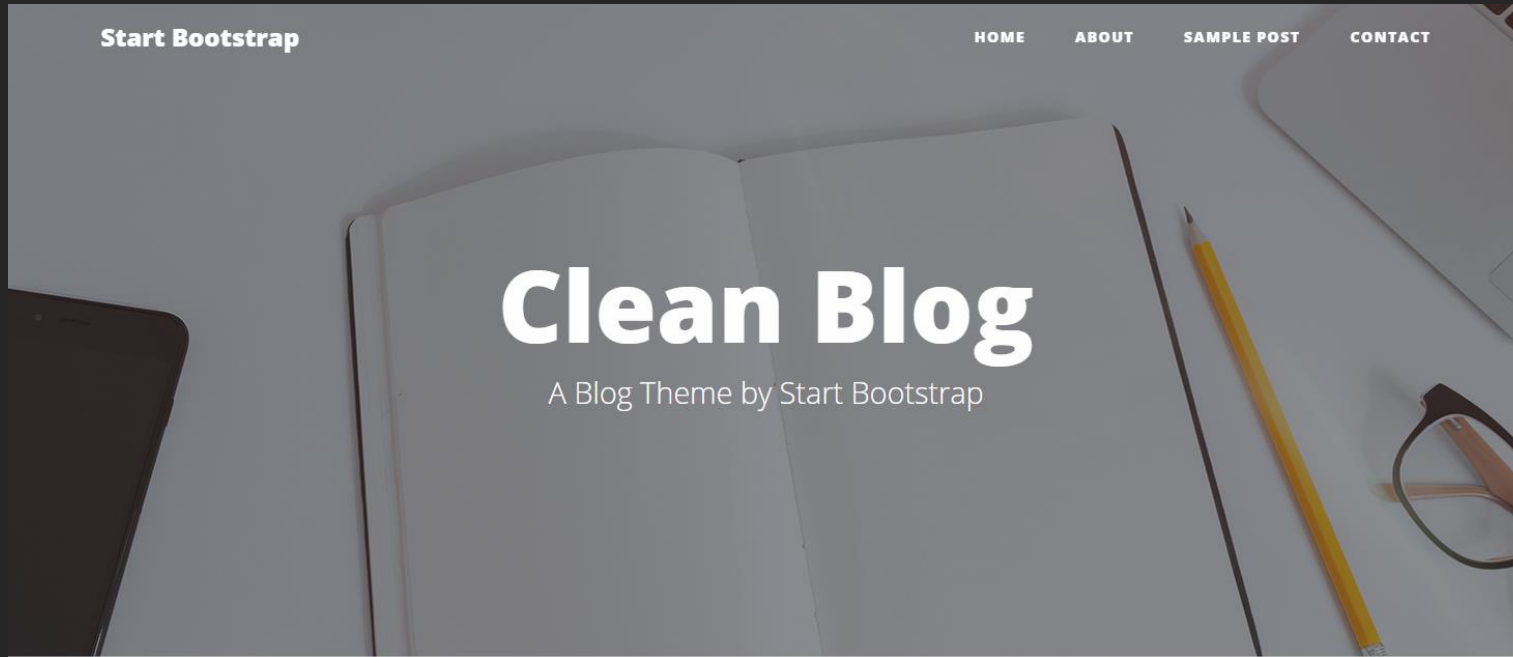 Start Bootstrap
HOME ABOUT SAMPLE POST CONTACT
Clean Blog
A Blog Theme by Start Bootstrap